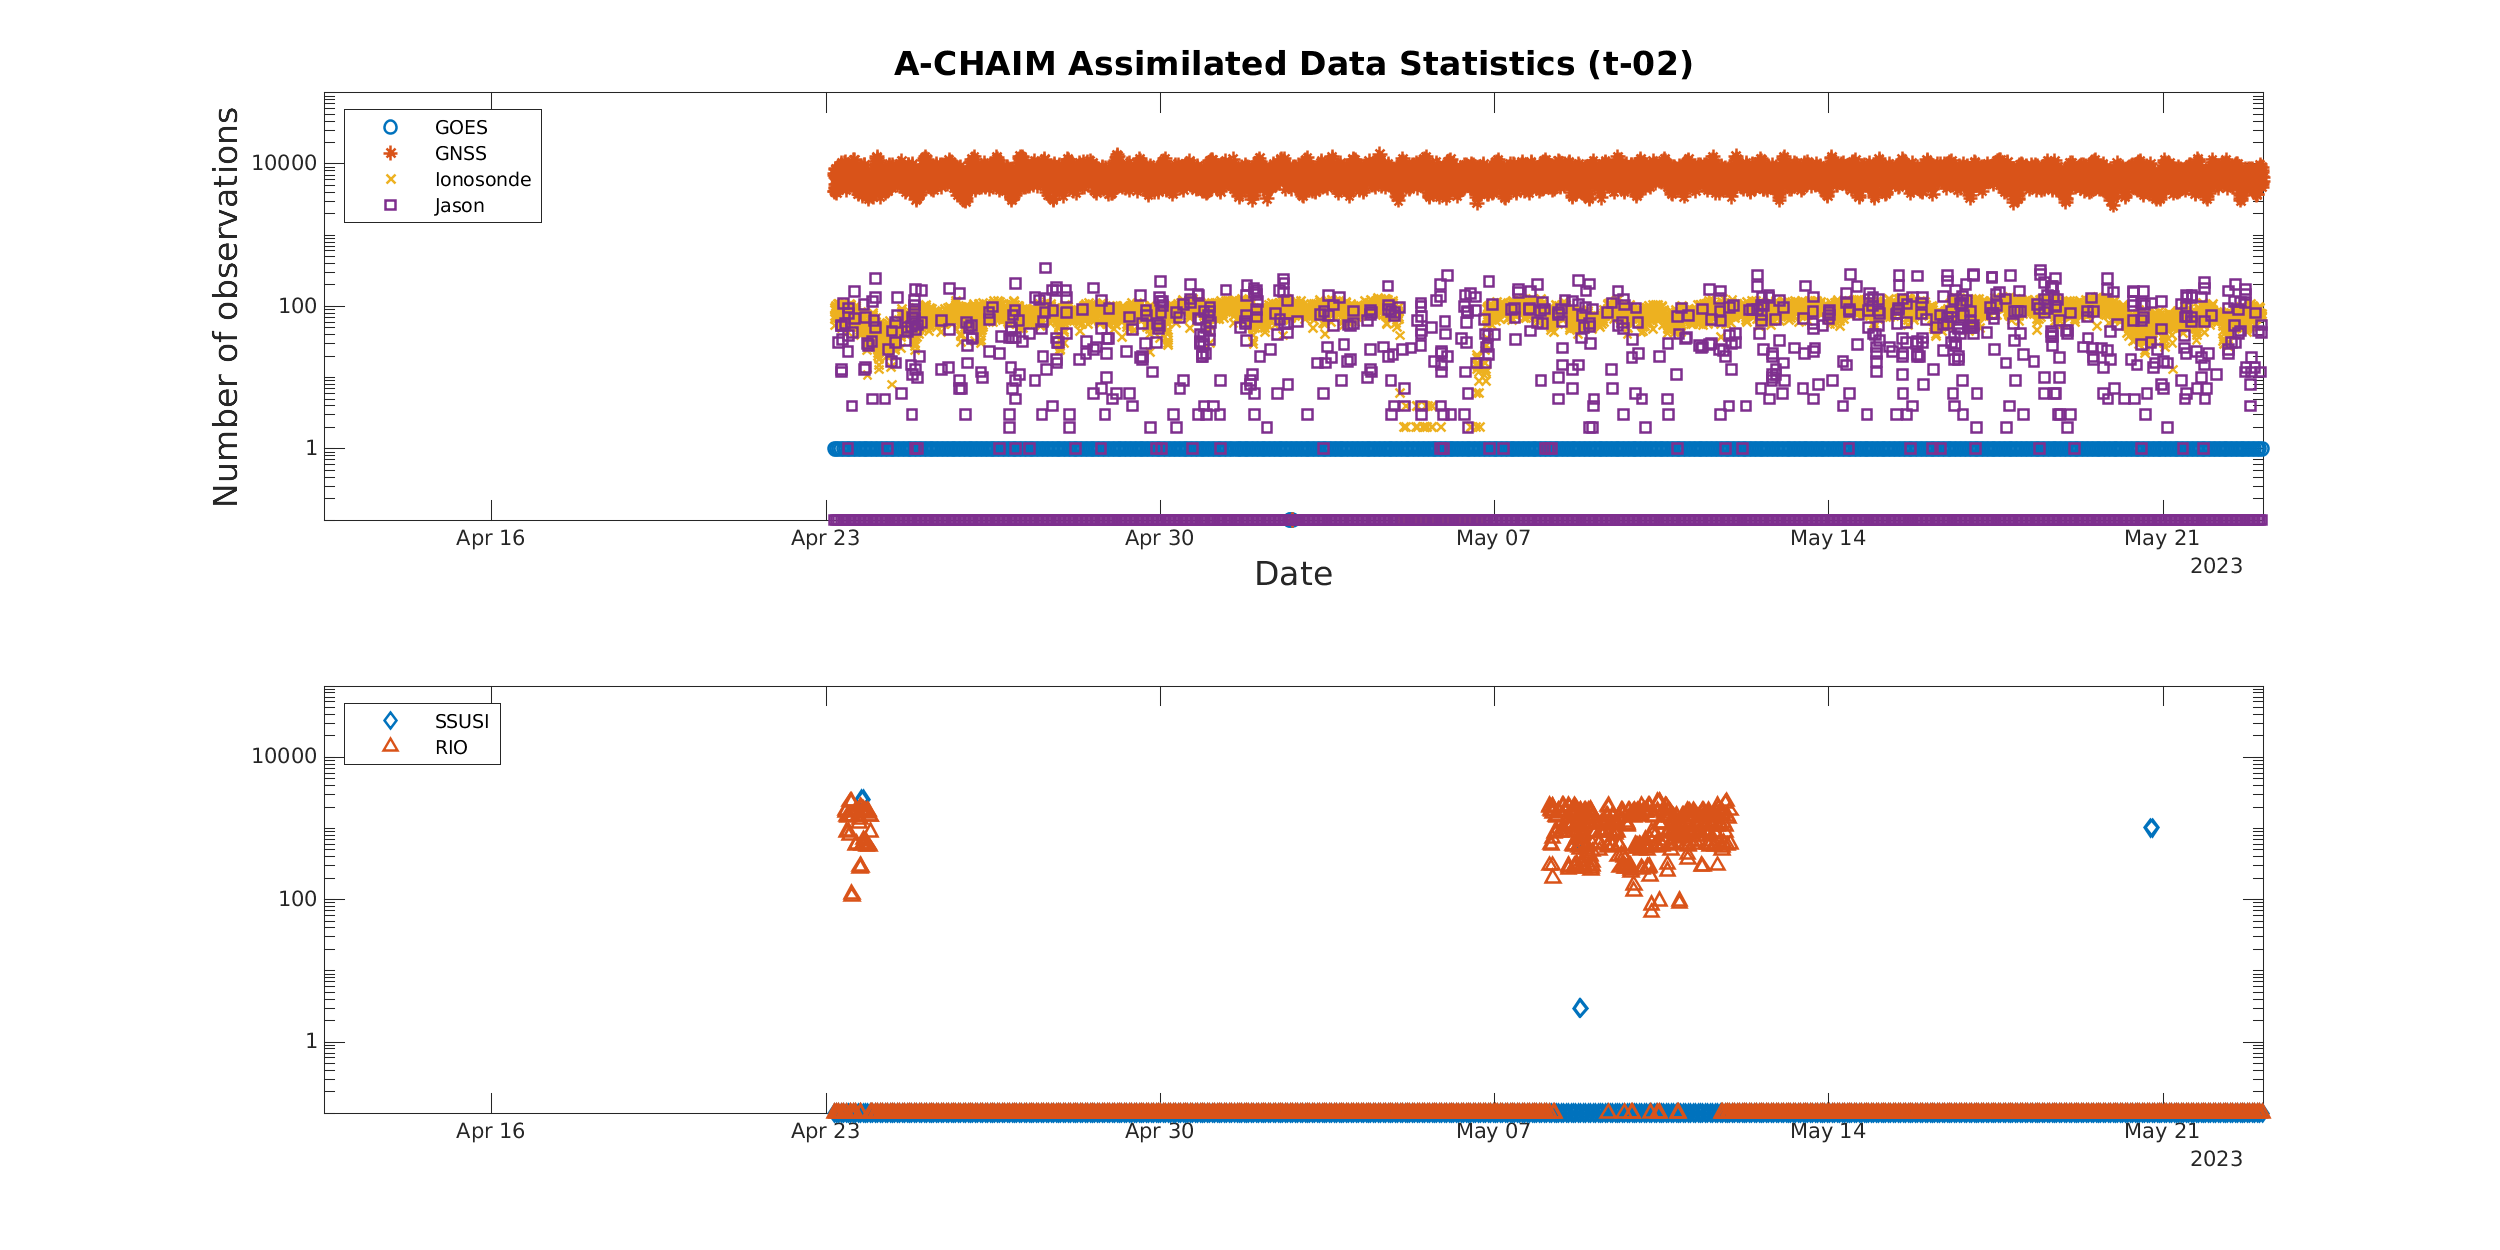 A-CHAIM Assimilated Data Statistics (t-02)
Number of observations
10000
100
1
GOES
GNSS
Ionosonde
Jason
Apr 16 Apr 23 Apr 30 May 07 May 14 May 21
2023
Date
10000
100
1
SSUSI
RIO
Apr 16 Apr 23 Apr 30 May 07 May 14 May 21
2023